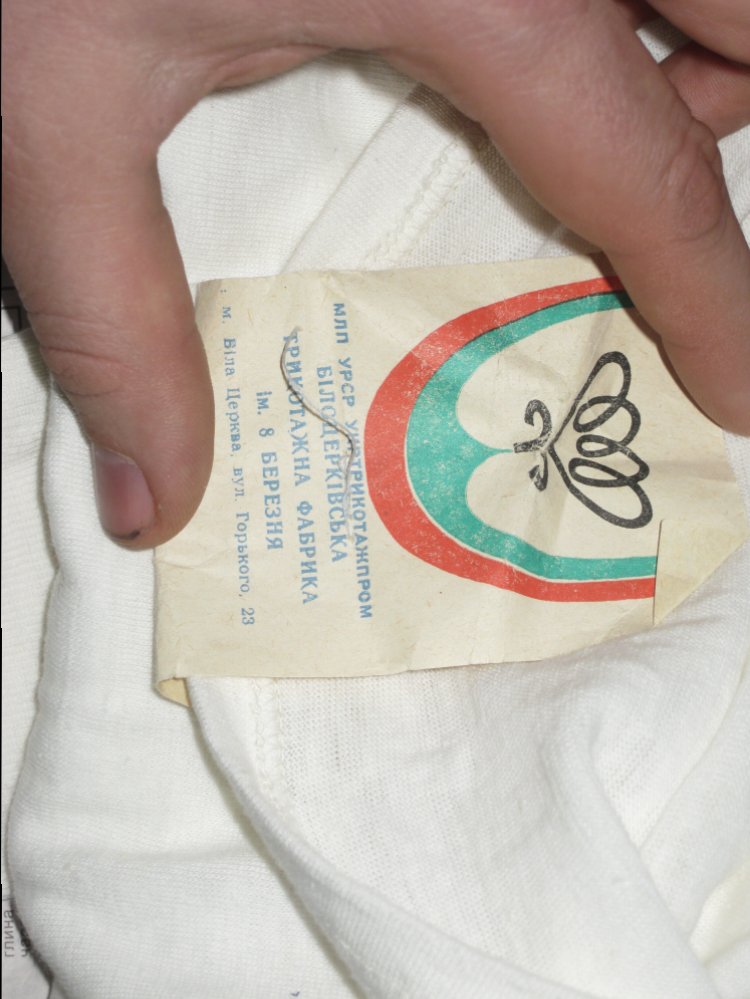 МЛП УРСР УКРТРИКОТАЖПРОМ
БІЛОЦЕРКІВСЬКА
ТРИКОТАЖНА ФАБРИКА
ім. 8 БЕРЕЗНЯ
м. Біла Церква, вул. Горького, 23